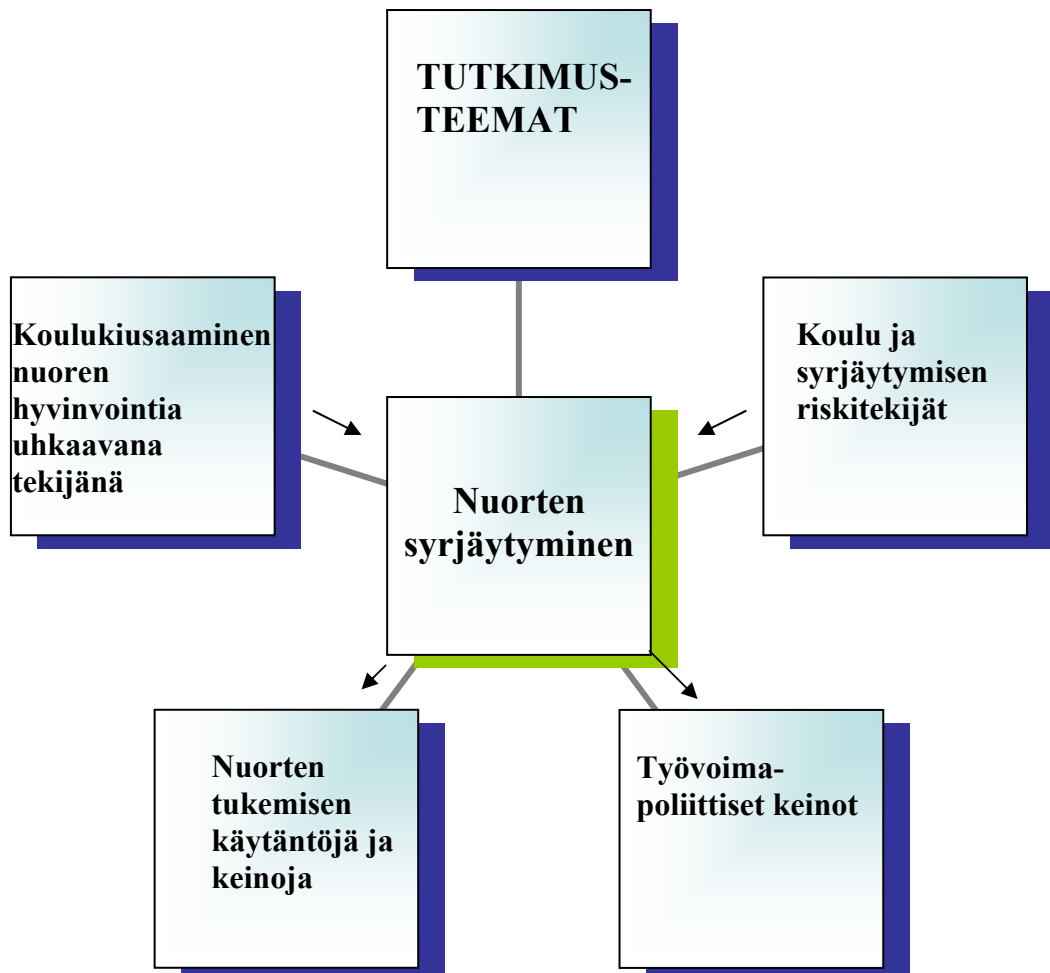 TUTKIMUS-
TEEMAT
Koulukiusaaminen
nuoren
hyvinvointia
uhkaavana
tekijänä
Koulu ja
syrjäytymisen
riskitekijät
Nuorten
syrjäytyminen
Nuorten
tukemisen
käytäntöjä ja
keinoja
Työvoima-
poliittiset keinot